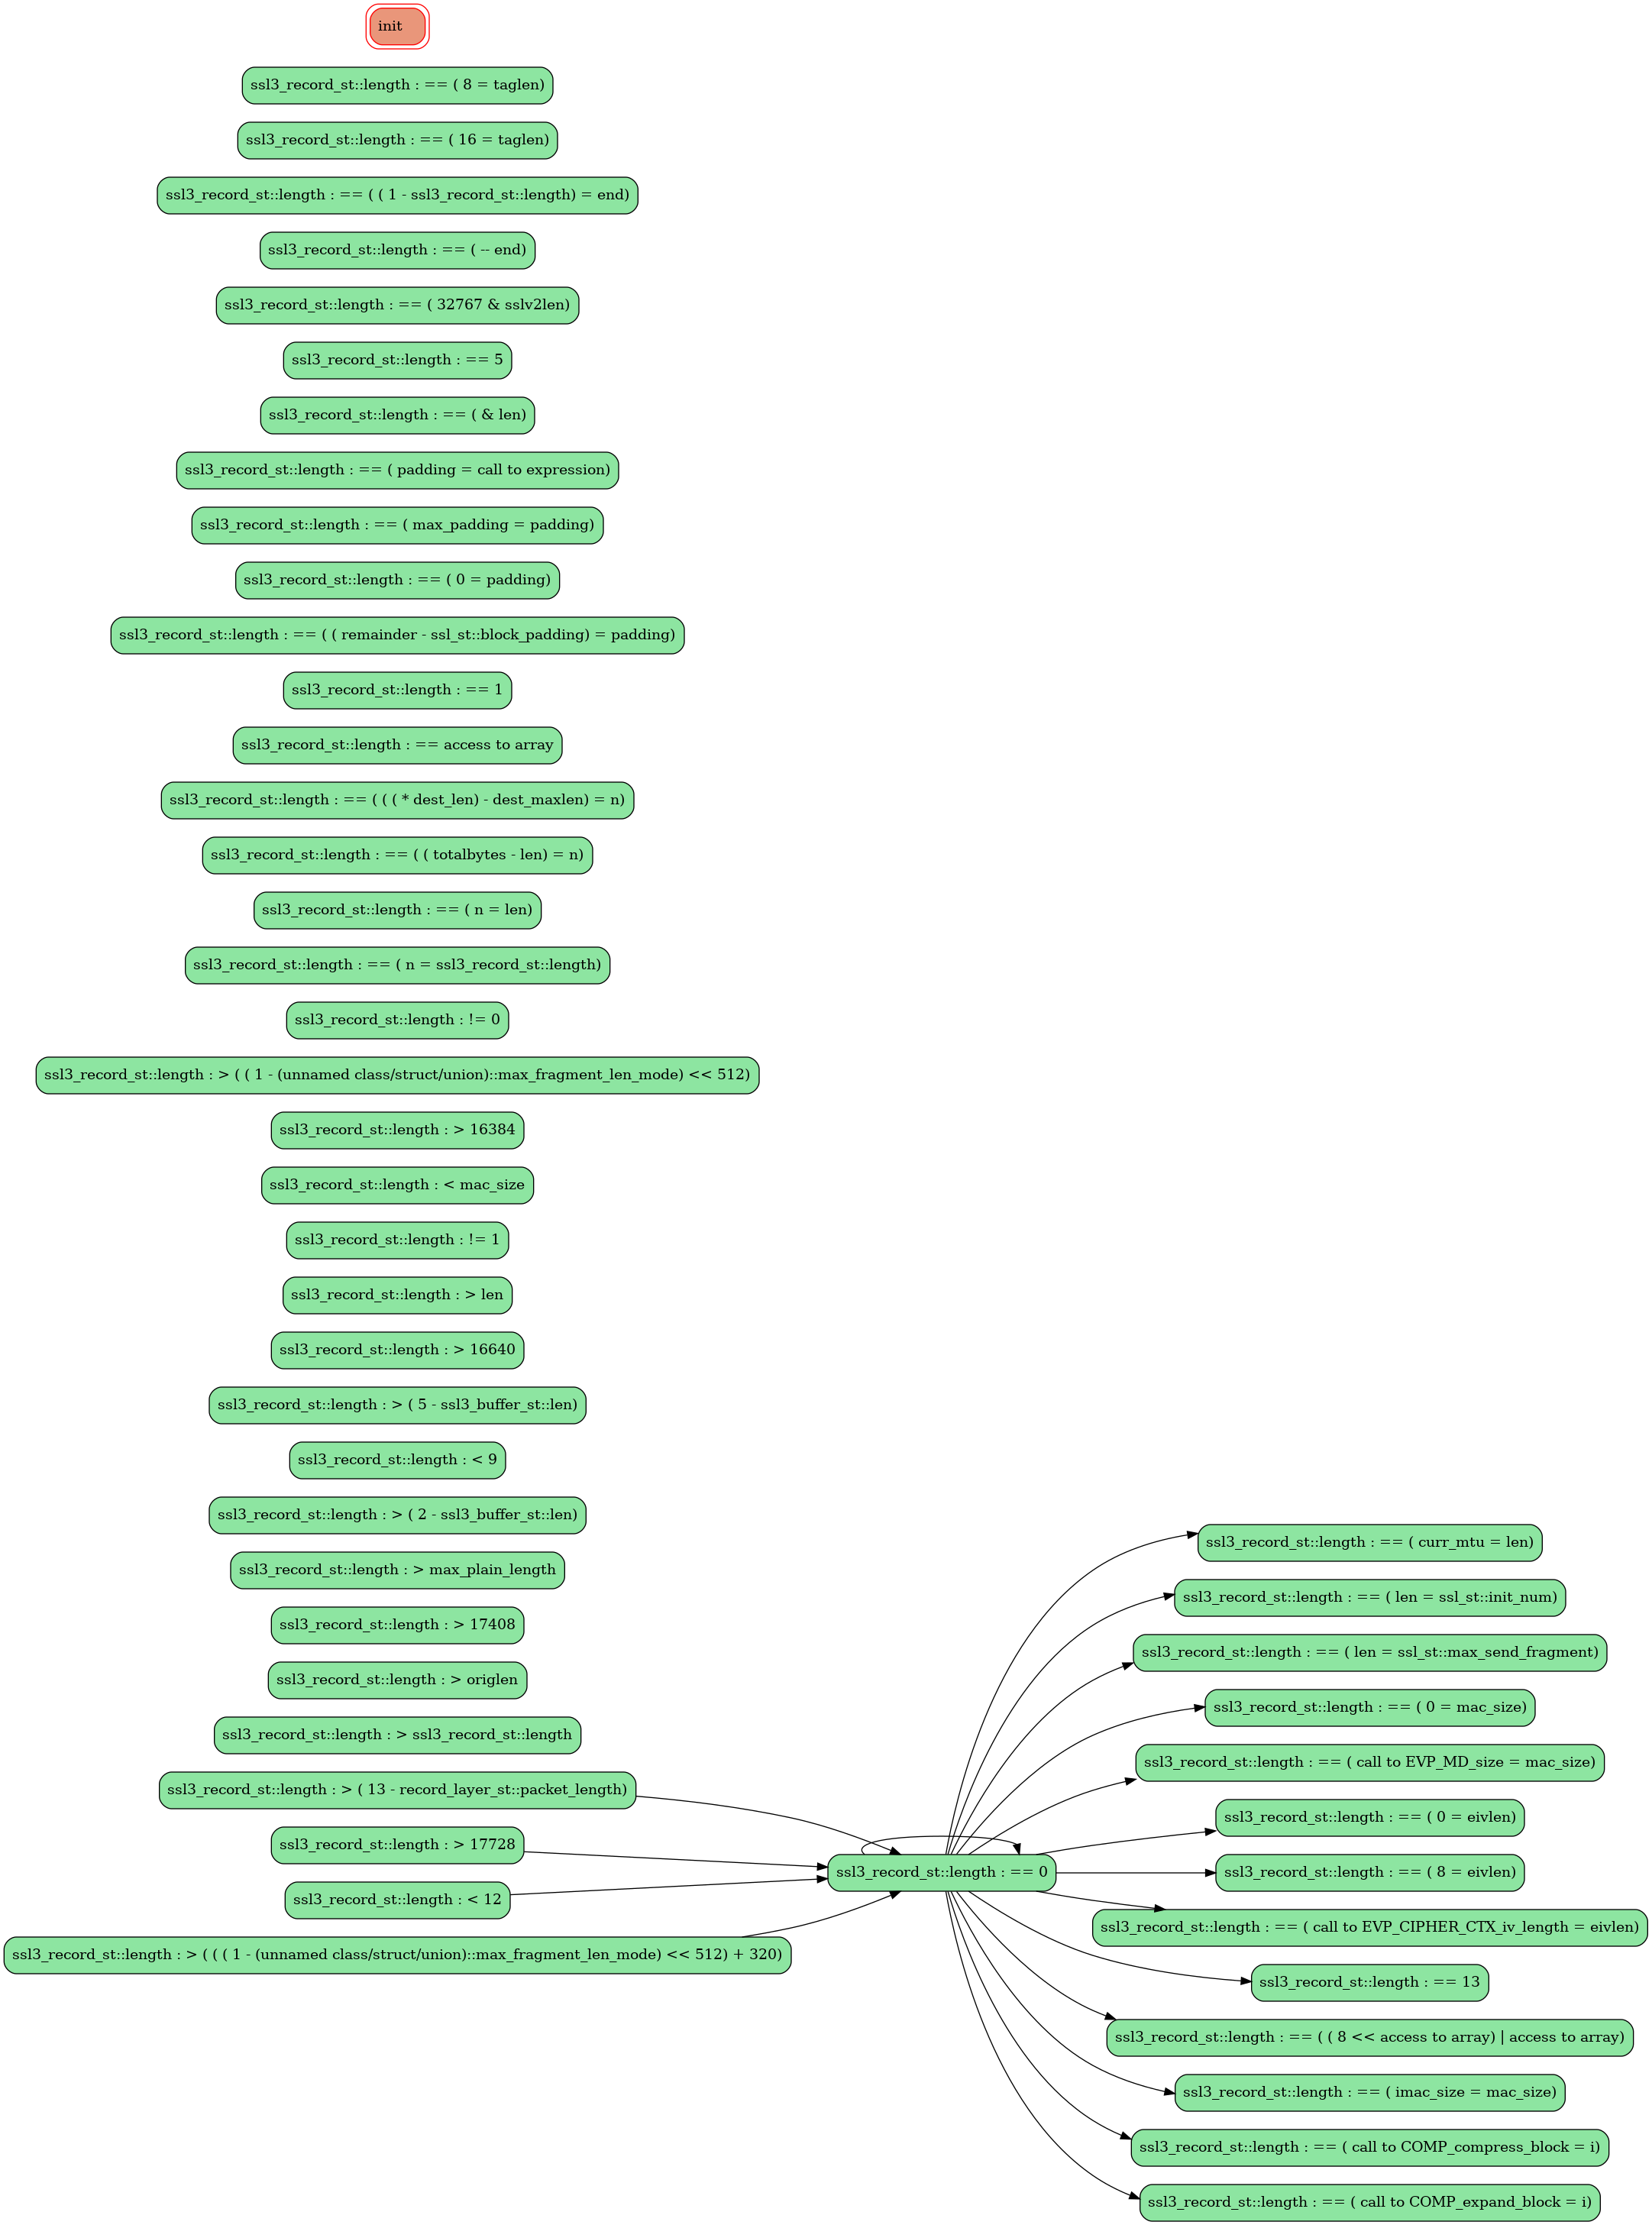 init
ssl3_record_st::length : == ( 8 = taglen)
ssl3_record_st::length : == ( 16 = taglen)
ssl3_record_st::length : == ( ( 1 - ssl3_record_st::length) = end)
ssl3_record_st::length : == ( -- end)
ssl3_record_st::length : == ( 32767 & sslv2len)
ssl3_record_st::length : == 5
ssl3_record_st::length : == ( & len)
ssl3_record_st::length : == ( padding = call to expression)
ssl3_record_st::length : == ( max_padding = padding)
ssl3_record_st::length : == ( 0 = padding)
ssl3_record_st::length : == ( ( remainder - ssl_st::block_padding) = padding)
ssl3_record_st::length : == 1
ssl3_record_st::length : == access to array
ssl3_record_st::length : == ( ( ( * dest_len) - dest_maxlen) = n)
ssl3_record_st::length : == ( ( totalbytes - len) = n)
ssl3_record_st::length : == ( n = len)
ssl3_record_st::length : == ( n = ssl3_record_st::length)
ssl3_record_st::length : != 0
ssl3_record_st::length : > ( ( 1 - (unnamed class/struct/union)::max_fragment_len_mode) << 512)
ssl3_record_st::length : > 16384
ssl3_record_st::length : < mac_size
ssl3_record_st::length : != 1
ssl3_record_st::length : > len
ssl3_record_st::length : > 16640
ssl3_record_st::length : > ( 5 - ssl3_buffer_st::len)
ssl3_record_st::length : < 9
ssl3_record_st::length : > ( 2 - ssl3_buffer_st::len)
ssl3_record_st::length : > max_plain_length
ssl3_record_st::length : > 17408
ssl3_record_st::length : > origlen
ssl3_record_st::length : > ssl3_record_st::length
ssl3_record_st::length : > ( 13 - record_layer_st::packet_length)
ssl3_record_st::length : > 17728
ssl3_record_st::length : < 12
ssl3_record_st::length : > ( ( ( 1 - (unnamed class/struct/union)::max_fragment_len_mode) << 512) + 320)
ssl3_record_st::length : == 0
ssl3_record_st::length : == ( curr_mtu = len)
ssl3_record_st::length : == ( len = ssl_st::init_num)
ssl3_record_st::length : == ( len = ssl_st::max_send_fragment)
ssl3_record_st::length : == ( 0 = mac_size)
ssl3_record_st::length : == ( call to EVP_MD_size = mac_size)
ssl3_record_st::length : == ( 0 = eivlen)
ssl3_record_st::length : == ( 8 = eivlen)
ssl3_record_st::length : == ( call to EVP_CIPHER_CTX_iv_length = eivlen)
ssl3_record_st::length : == 13
ssl3_record_st::length : == ( ( 8 << access to array) | access to array)
ssl3_record_st::length : == ( imac_size = mac_size)
ssl3_record_st::length : == ( call to COMP_compress_block = i)
ssl3_record_st::length : == ( call to COMP_expand_block = i)